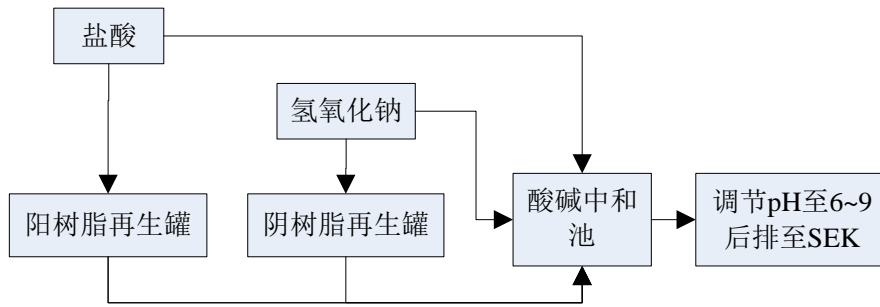 盐酸
氢氧化钠
阳树脂再生罐
阴树脂再生罐
酸碱中和
池
调节pH至6~9
后排至SEK